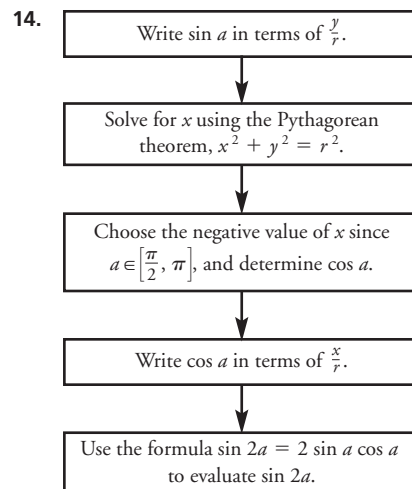 14.
Write sin a in terms of y/r.
Solve for x using the Pythagorean
theorem, x² + y² = r².
Choose the negative value of x since
a ∈ [π/2, π], and determine cos a.
Write cos a in terms of x/r.
Use the formula sin 2a = 2 sin a cos a
to evaluate sin 2a.